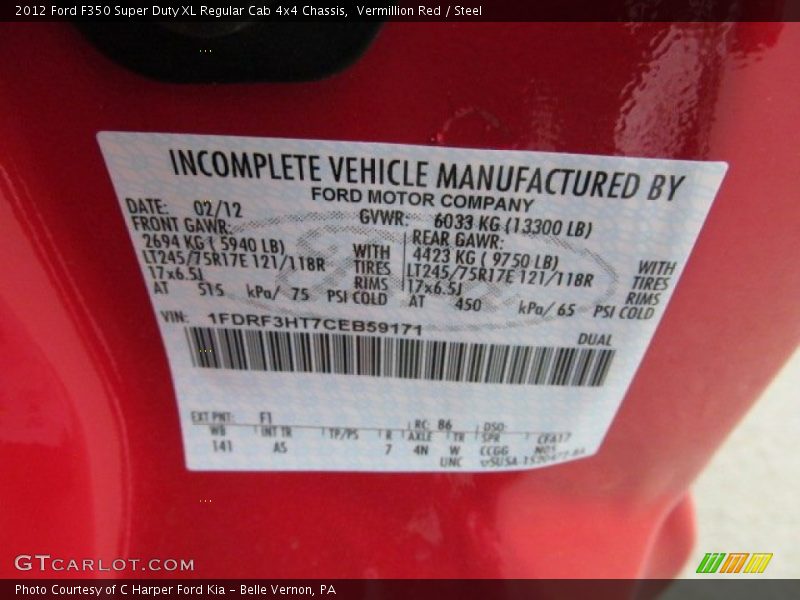 2012 Ford F350 Super Duty XL Regular Cab 4x4 Chassis, Vermillion Red / Steel
INCOMPLETE VEHICLE MANUFACTURED BY
FORD MOTOR COMPANY
DATE: 02/12 GVWR: 6033 KG (13300 LB)
FRONT GAWR: REAR GAWR:
2694 KG ( 5940 LB) WITH 4423 KG ( 9750 LB) WITH
LT245/75R17E 121/118R TIRES LT245/75R17E 121/118R TIRES
17x6.5J RIMS 17x6.5J RIMS
AT 515 kPa/ 75 PSI COLD AT 450 kPa/ 65 PSI COLD
VIN: 1FDRF3HT7CEB59171
DUAL
EXT PNT: F1 RC: 86 DSO:
WB INT TR TP/PS R AXLE TR SPR CFA17
141 AS 7 4N W CCGG N05
UNC
GTCARLOT.COM
Photo Courtesy of C Harper Ford Kia – Belle Vernon, PA